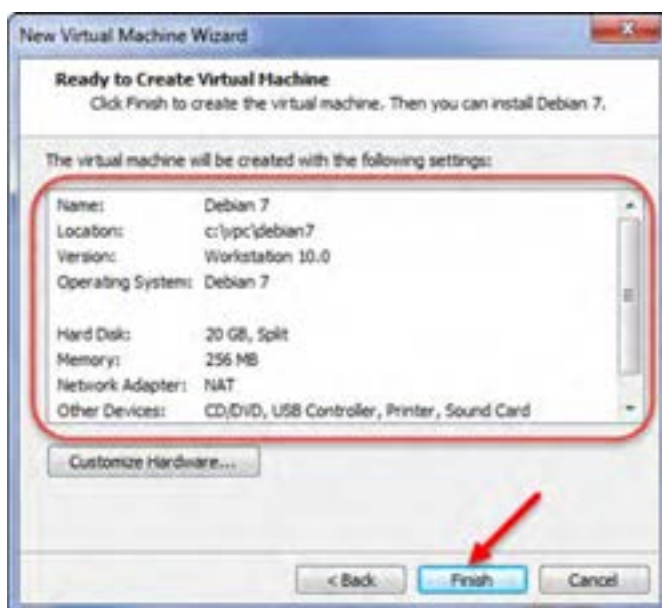 New Virtual Machine Wizard
Ready to Create Virtual Machine
Click Finish to create the virtual machine. Then you can install Debian 7.
The virtual machine will be created with the following settings:
Name: Debian 7
Location: c:\vpc\debian7
Version: Workstation 10.0
Operating System: Debian 7
Hard Disk: 20 GB, Split
Memory: 256 MB
Network Adapter: NAT
Other Devices: CD/DVD, USB Controller, Printer, Sound Card
Customize Hardware...
< Back Finish Cancel